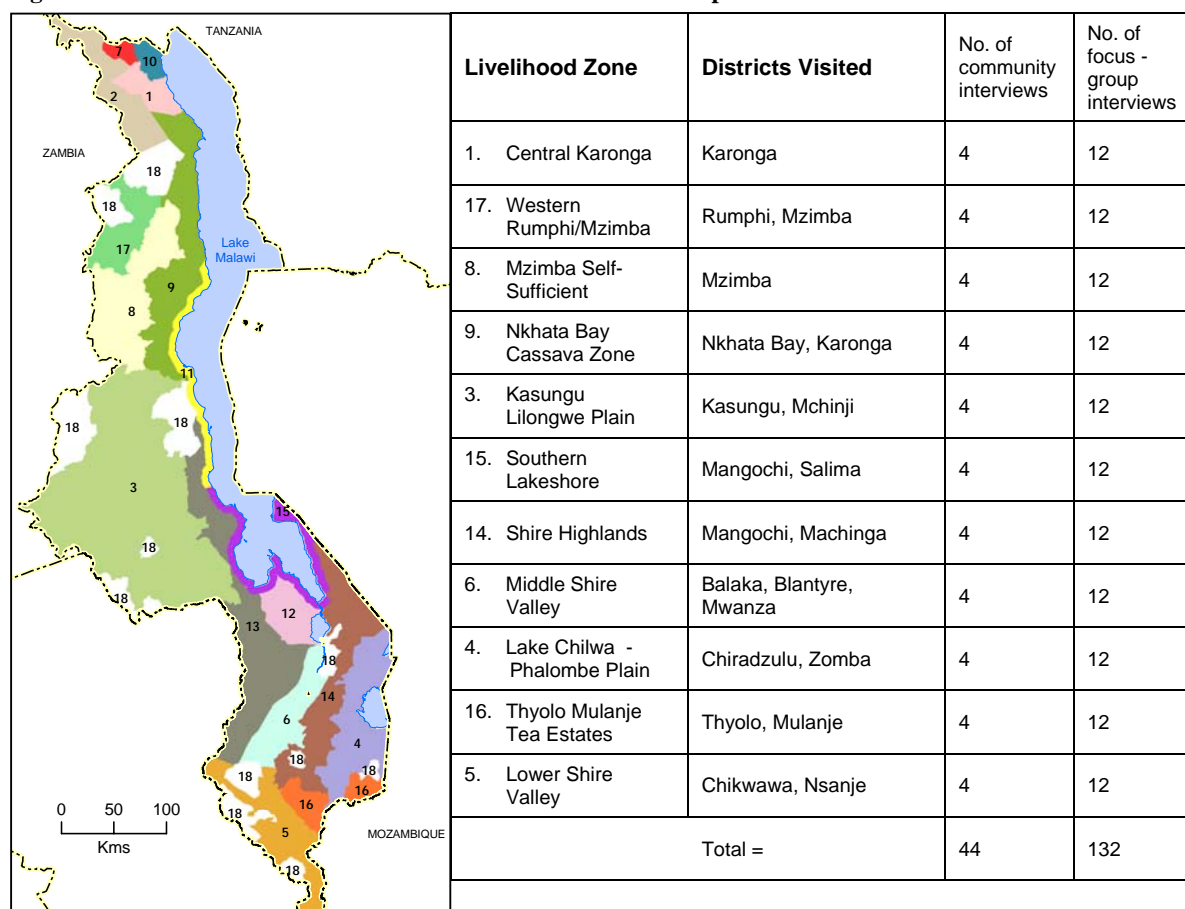 TANZANIA
7
10
2
1
ZAMBIA
18
18
17
Lake
Malawi
9
8
11
18
18
3
15
18
18
12
13
18
14
6
4
18
18
18
16
16
18
5
MOZAMBIQUE
18
0 50 100
Kms
Livelihood Zone
Districts Visited
No. of
community
interviews
No. of
focus -
group
interviews
1. Central Karonga
Karonga
4
12
17. Western
Rumphi/Mzimba
Rumphi, Mzimba
4
12
8. Mzimba Self-
Sufficient
Mzimba
4
12
9. Nkhata Bay
Cassava Zone
Nkhata Bay, Karonga
4
12
3. Kasungu
Lilongwe Plain
Kasungu, Mchinji
4
12
15. Southern
Lakeshore
Mangochi, Salima
4
12
14. Shire Highlands
Mangochi, Machinga
4
12
6. Middle Shire
Valley
Balaka, Blantyre,
Mwanza
4
12
4. Lake Chilwa -
Phalombe Plain
Chiradzulu, Zomba
4
12
16. Thyolo Mulanje
Tea Estates
Thyolo, Mulanje
4
12
5. Lower Shire
Valley
Chikwawa, Nsanje
4
12
Total =
44
132